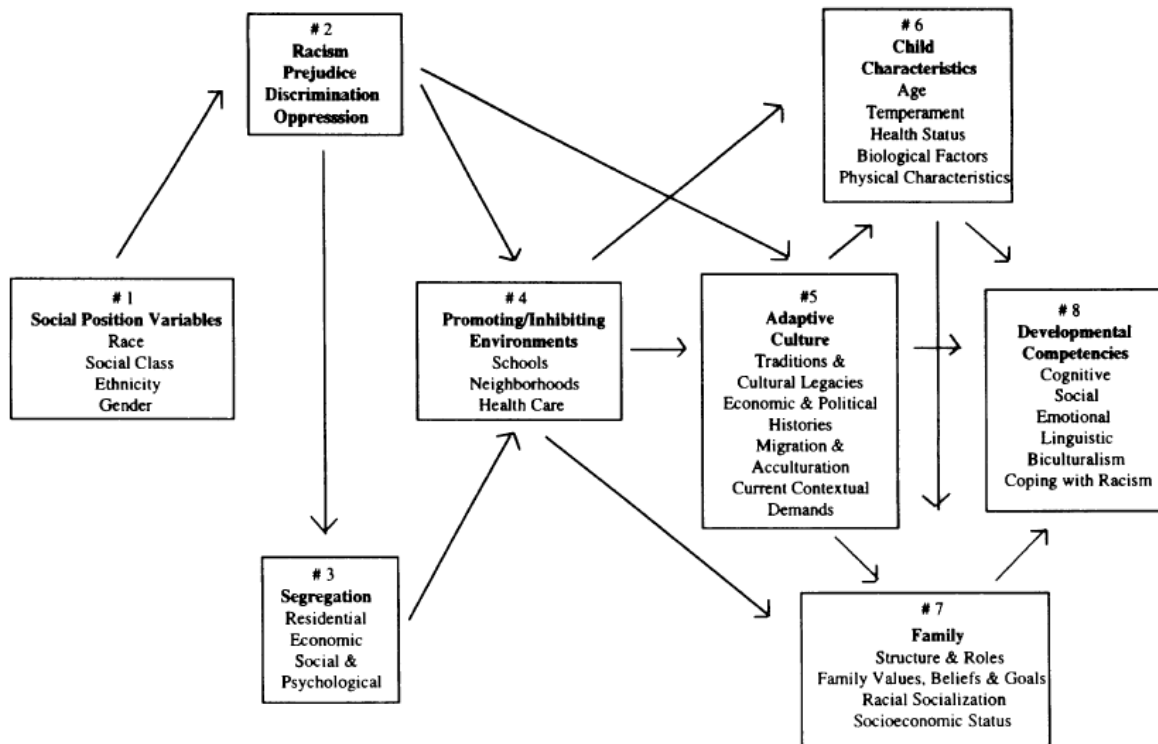 # 2
Racism
Prejudice
Discrimination
Oppresssion
# 6
Child
Characteristics
Age
Temperament
Health Status
Biological Factors
Physical Characteristics
# 1
Social Position Variables
Race
Social Class
Ethnicity
Gender
# 4
Promoting/Inhibiting
Environments
Schools
Neighborhoods
Health Care
#5
Adaptive
Culture
Traditions &
Cultural Legacies
Economic & Political
Histories
Migration &
Acculturation
Current Contextual
Demands
# 8
Developmental
Competencies
Cognitive
Social
Emotional
Linguistic
Biculturalism
Coping with Racism
# 3
Segregation
Residential
Economic
Social &
Psychological
# 7
Family
Structure & Roles
Family Values, Beliefs & Goals
Racial Socialization
Socioeconomic Status